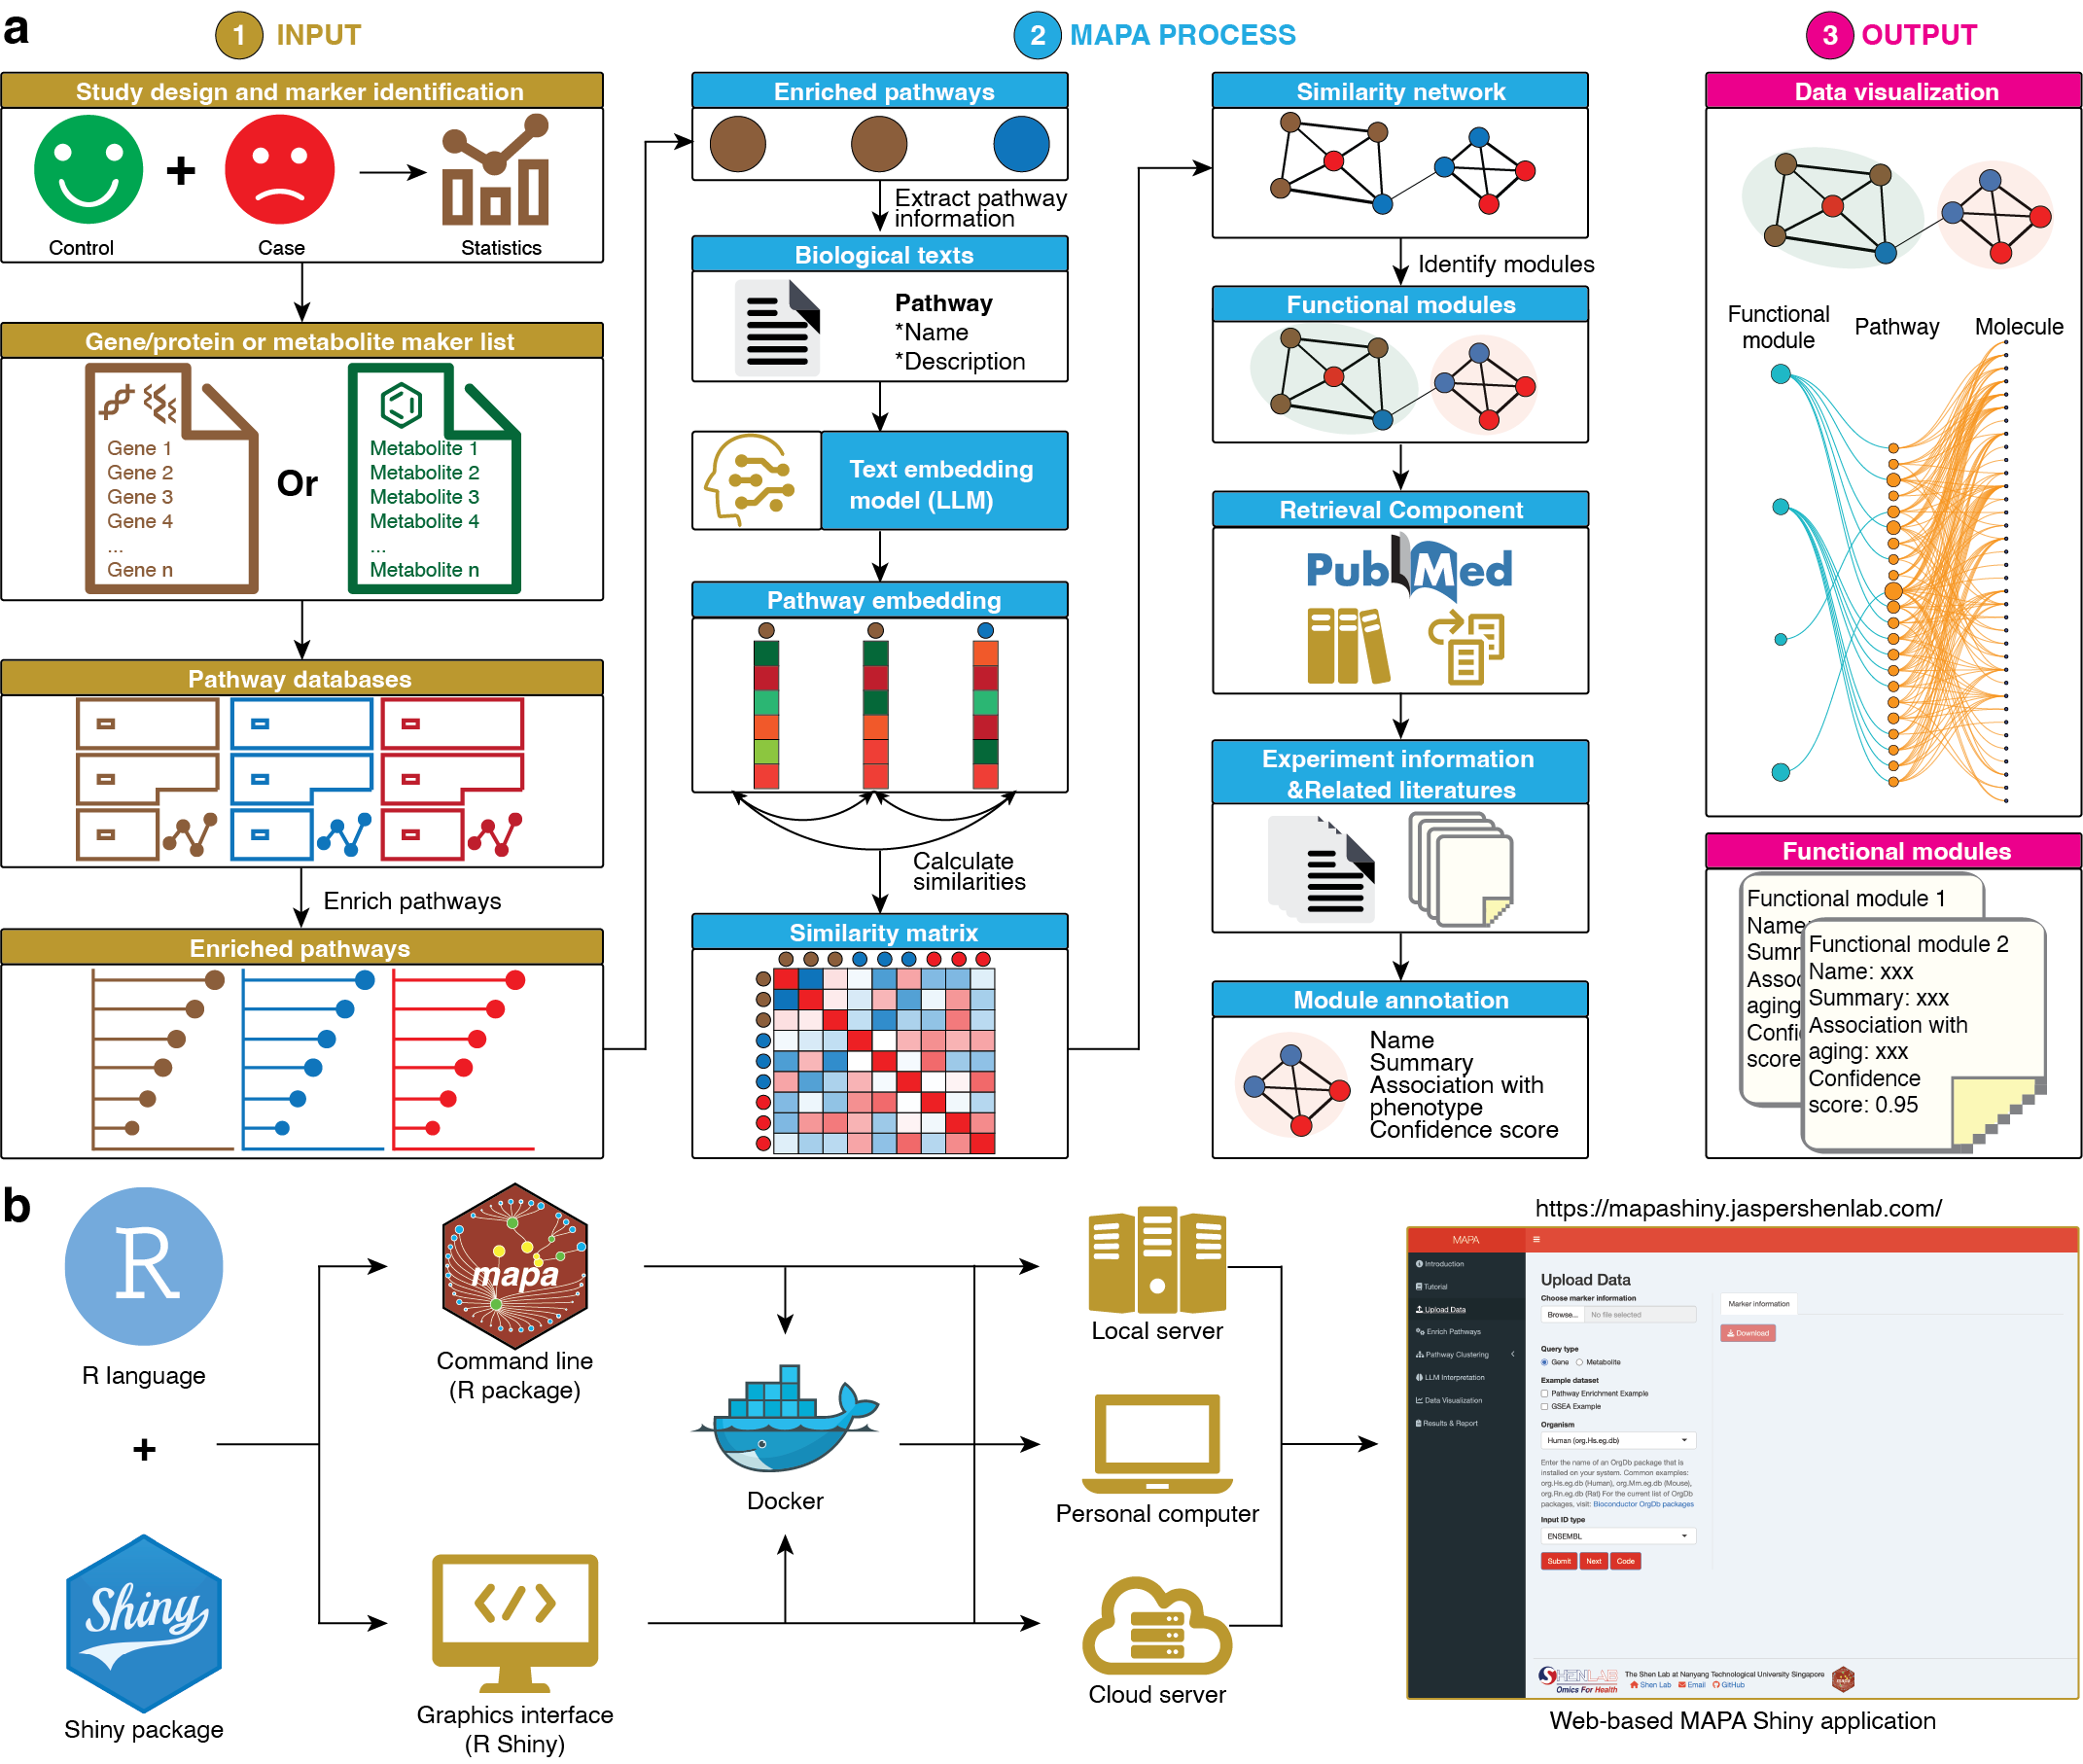 a
1 INPUT
2 MAPA PROCESS
3 OUTPUT
Study design and marker identification
Control
+
Case
Statistics
Gene/protein or metabolite maker list
Gene 1
Gene 2
Gene 3
Gene 4
...
Gene n
Or
Metabolite 1
Metabolite 2
Metabolite 3
Metabolite 4
...
Metabolite n
Pathway databases
Enrich pathways
Enriched pathways
Enriched pathways
Extract pathway
information
Biological texts
Pathway
*Name
*Description
Text embedding
model (LLM)
Pathway embedding
Calculate
similarities
Similarity matrix
Similarity network
Identify modules
Functional modules
Retrieval Component
PubMed
Experiment information
&Related literatures
Module annotation
Name
Summary
Association with
phenotype
Confidence score
Data visualization
Functional
module
Pathway
Molecule
Functional modules
Functional module 1
Name
Sum
Asso
aging
Confi
score
Functional module 2
Name: xxx
Summary: xxx
Association with
aging: xxx
Confidence
score: 0.95
b
R
R language
+
Shiny
Shiny package
mapa
Command line
(R package)
</>
Graphics interface
(R Shiny)
Docker
Local server
Personal computer
Cloud server
https://mapashiny.jaspershenlab.com/
MAPA
Introduction
Tutorial
Upload Data
Enrich Pathways
Pathway Clustering
LLM Interpretation
Data Visualization
Results & Report
Upload Data
Choose marker information
Browse... No file selected
Marker information
Download
Query type
Gene Metabolite
Example dataset
Pathway Enrichment Example
GSEA Example
Organism
Human (org.Hs.eg.db)
Enter the name of an OrgDb package that is
installed on your system. Common examples:
org.Hs.eg.db (Human), org.Mm.eg.db (Mouse),
org.Rn.eg.db (Rat) For the current list of OrgDb
packages, visit: Bioconductor OrgDb packages
Input ID type
ENSEMBL
Submit Next Code
SHENLAB
Omics For Health
The Shen Lab at Nanyang Technological University Singapore
Shen Lab Email GitHub
Web-based MAPA Shiny application